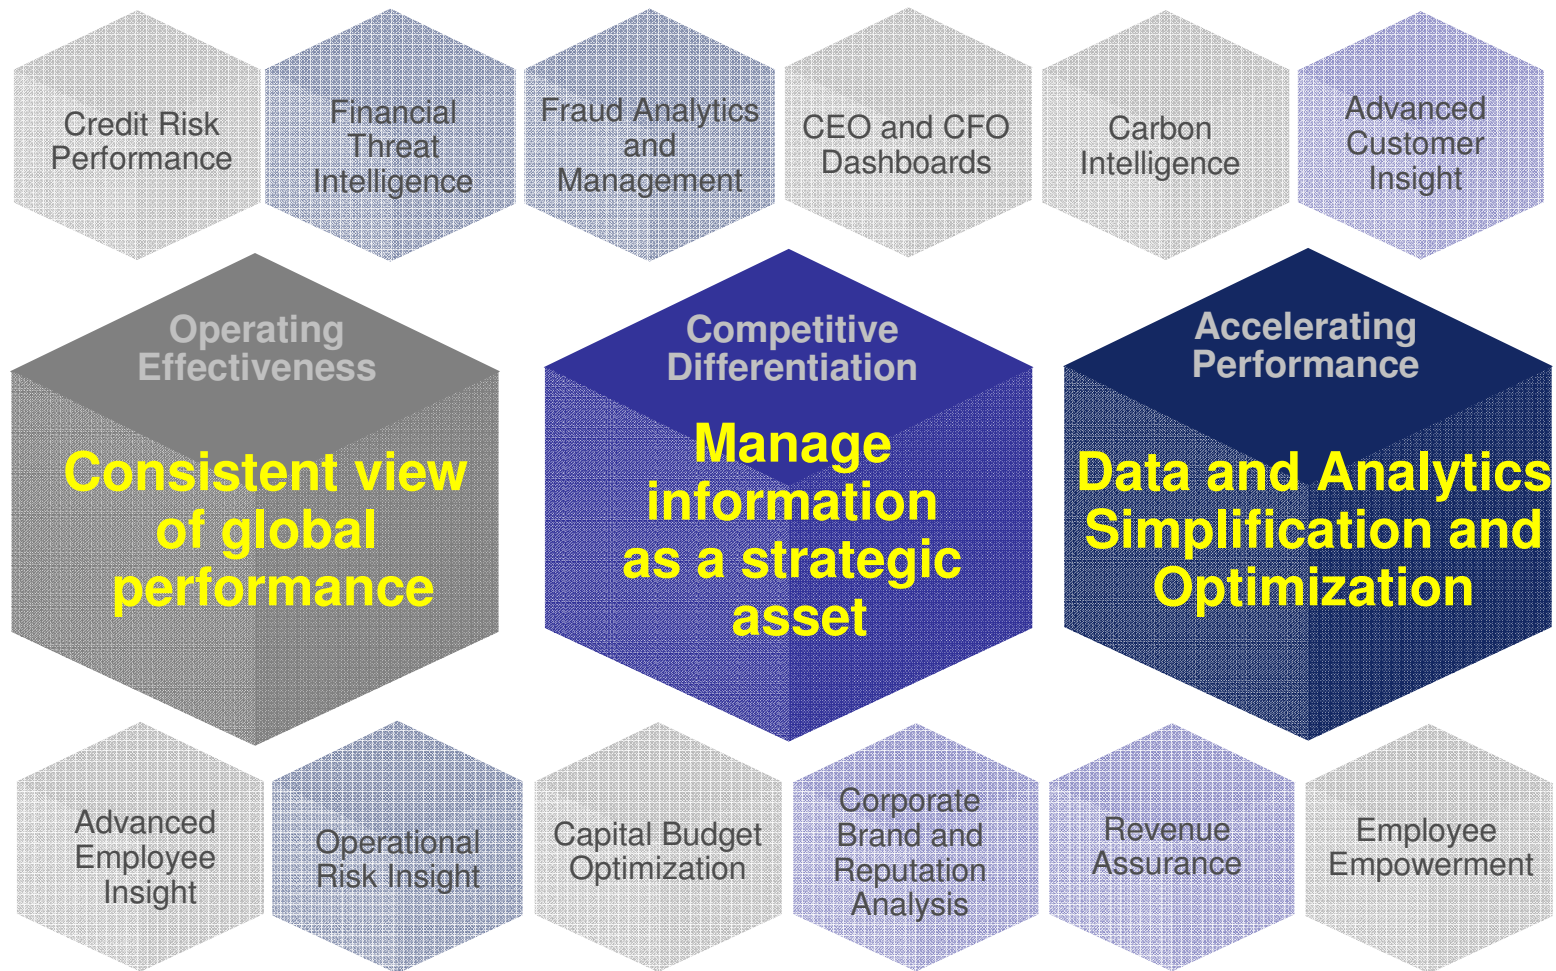 Credit Risk
Performance
Financial
Threat
Intelligence
Fraud Analytics
and
Management
CEO and CFO
Dashboards
Carbon
Intelligence
Advanced
Customer
Insight
Operating
Effectiveness
Consistent view
of global
performance
Competitive
Differentiation
Manage
information
as a strategic
asset
Accelerating
Performance
Data and Analytics
Simplification and
Optimization
Advanced
Employee
Insight
Operational
Risk Insight
Capital Budget
Optimization
Corporate
Brand and
Reputation
Analysis
Revenue
Assurance
Employee
Empowerment